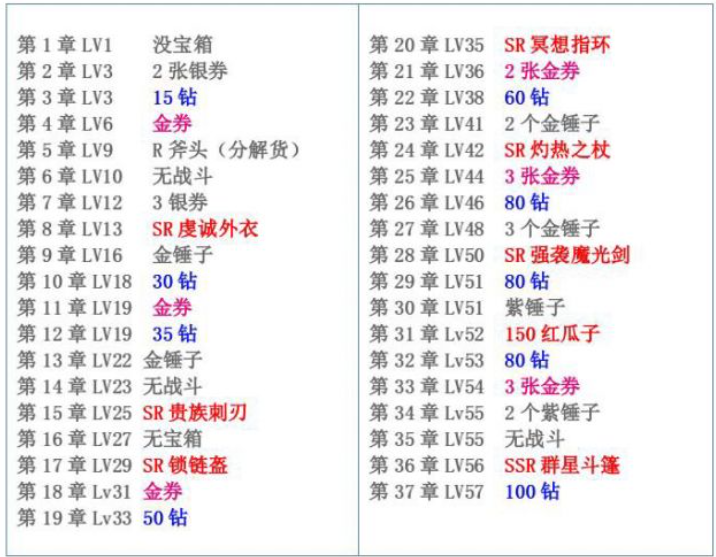 第 1 章 LV1 没宝箱
第 2 章 LV3 2 张银券
第 3 章 LV3 15 钻
第 4 章 LV6 金券
第 5 章 LV9 R 斧头（分解货）
第 6 章 LV10 无战斗
第 7 章 LV12 3 银券
第 8 章 LV13 SR 虔诚外衣
第 9 章 LV16 金锤子
第 10 章 LV18 30 钻
第 11 章 LV19 金券
第 12 章 LV19 35 钻
第 13 章 LV22 金锤子
第 14 章 LV23 无战斗
第 15 章 LV25 SR 贵族刺刃
第 16 章 LV27 无宝箱
第 17 章 LV29 SR 锁链盔
第 18 章 Lv31 金券
第 19 章 Lv33 50 钻
第 20 章 LV35 SR 冥想指环
第 21 章 LV36 2 张金券
第 22 章 LV38 60 钻
第 23 章 LV41 2 个金锤子
第 24 章 LV42 SR 灼热之杖
第 25 章 LV44 3 张金券
第 26 章 LV46 80 钻
第 27 章 LV48 3 个金锤子
第 28 章 LV50 SR 强袭魔光剑
第 29 章 LV51 80 钻
第 30 章 LV51 紫锤子
第 31 章 Lv52 150 红瓜子
第 32 章 Lv53 80 钻
第 33 章 LV54 3 张金券
第 34 章 Lv55 2 个紫锤子
第 35 章 LV55 无战斗
第 36 章 LV56 SSR 群星斗篷
第 37 章 LV57 100 钻